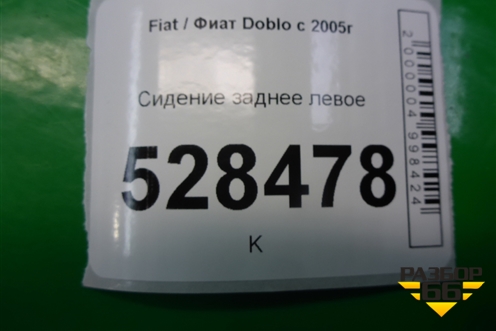 Fiat / Фиат Doblo с 2005г
Сидение заднее левое
528478
К
2000004998424
РАЗБОР
66